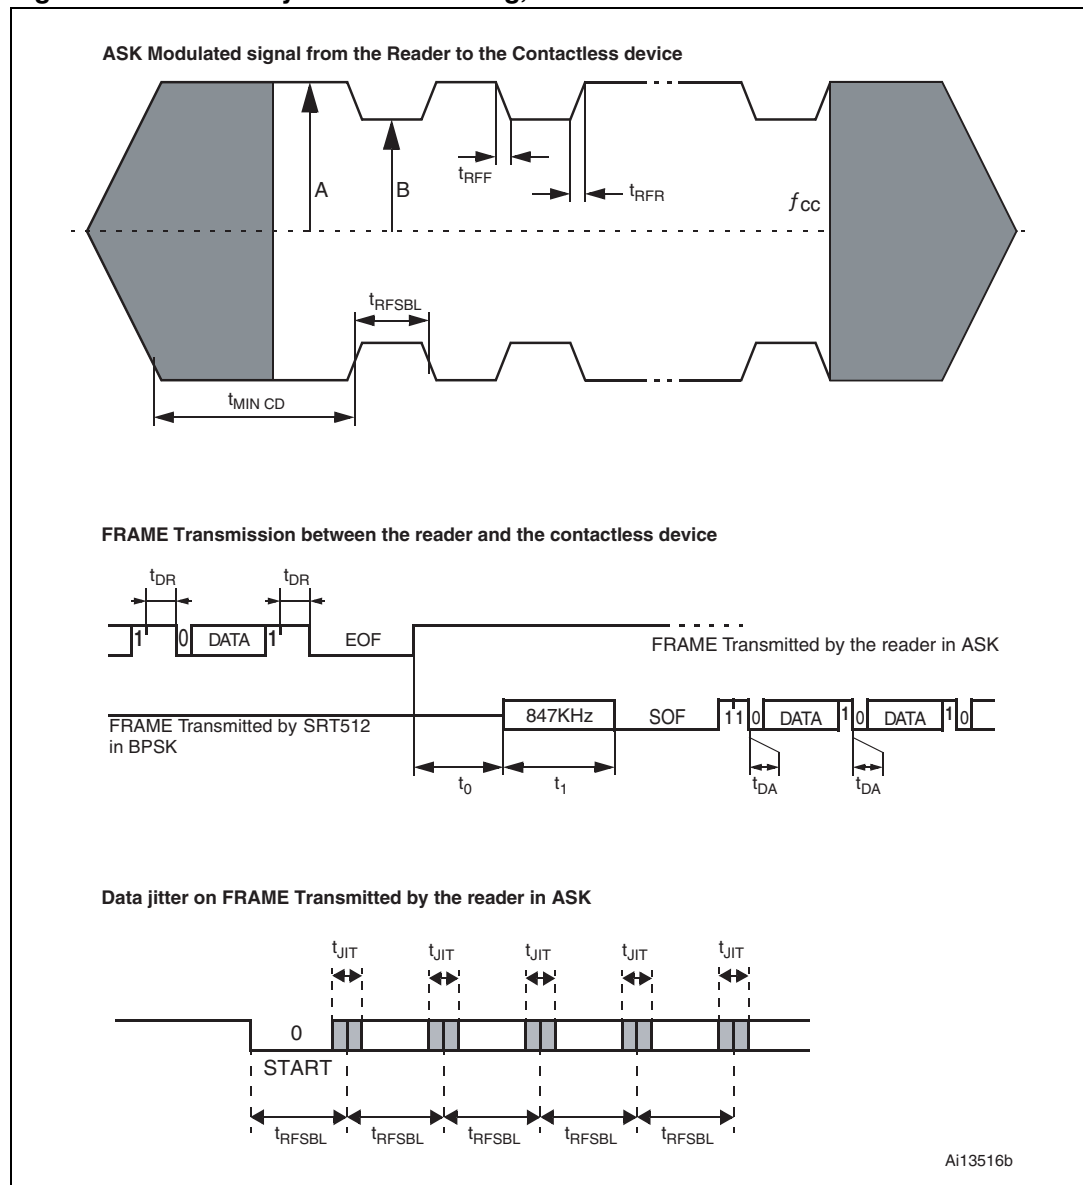 ASK Modulated signal from the Reader to the Contactless device
A
B
tRFF
tRFR
ƒcc
tRFSBL
tMIN CD
FRAME Transmission between the reader and the contactless device
tDR
tDR
1
0
DATA
1
EOF
FRAME Transmitted by the reader in ASK
FRAME Transmitted by SRT512
in BPSK
847KHz
SOF
1 1
0
DATA
1
0
DATA
1
0
t0
t1
tDA
tDA
Data jitter on FRAME Transmitted by the reader in ASK
tJIT
tJIT
tJIT
tJIT
tJIT
0
START
tRFSBL
tRFSBL
tRFSBL
tRFSBL
tRFSBL
Ai13516b